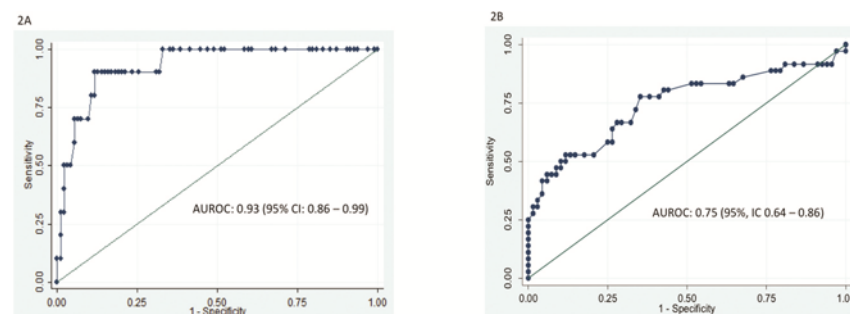 2A
Sensitivity
0.00 0.25 0.50 0.75 1.00
AUROC: 0.93 (95% CI: 0.86 – 0.99)
0.00 0.25 0.50 0.75 1.00
1 - Specificity
2B
Sensitivity
0.00 0.25 0.50 0.75 1.00
AUROC: 0.75 (95%, IC 0.64 – 0.86)
0.00 0.25 0.50 0.75 1.00
1 - Specificity